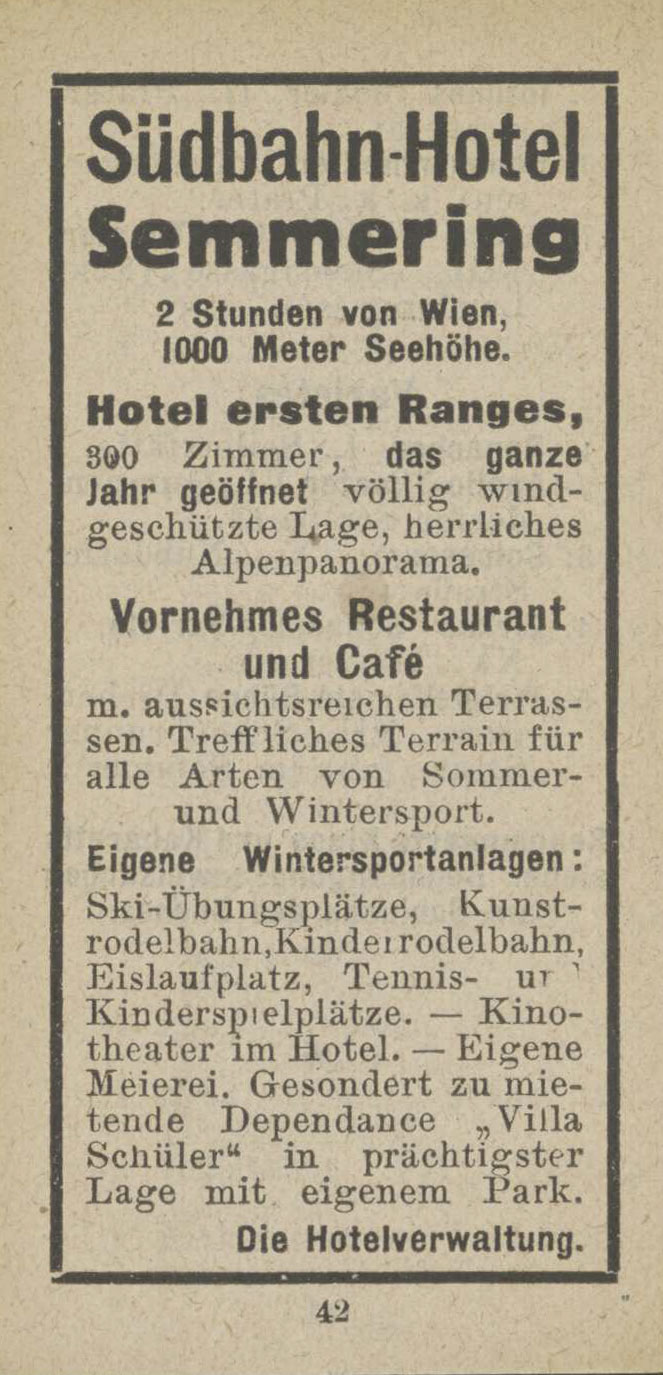 Südbahn-Hotel
Semmering
2 Stunden von Wien,
1000 Meter Seehöhe.
Hotel ersten Ranges,
300 Zimmer, das ganze
Jahr geöffnet völlig wind-
geschützte Lage, herrliches
Alpenpanorama.
Vornehmes Restaurant
und Café
m. aussichtsreichen Terras-
sen. Treffliches Terrain für
alle Arten von Sommer-
und Wintersport.
Eigene Wintersportanlagen:
Ski-Übungsplätze, Kunst-
rodelbahn, Kinderrodelbahn,
Eislaufplatz, Tennis-
Kinderspielplätze. — Kino-
theater im Hotel. — Eigene
Meierei. Gesondert zu mie-
tende Dependance „Villa
Schüler“ in prächtigster
Lage mit eigenem Park.
Die Hotelverwaltung.
42